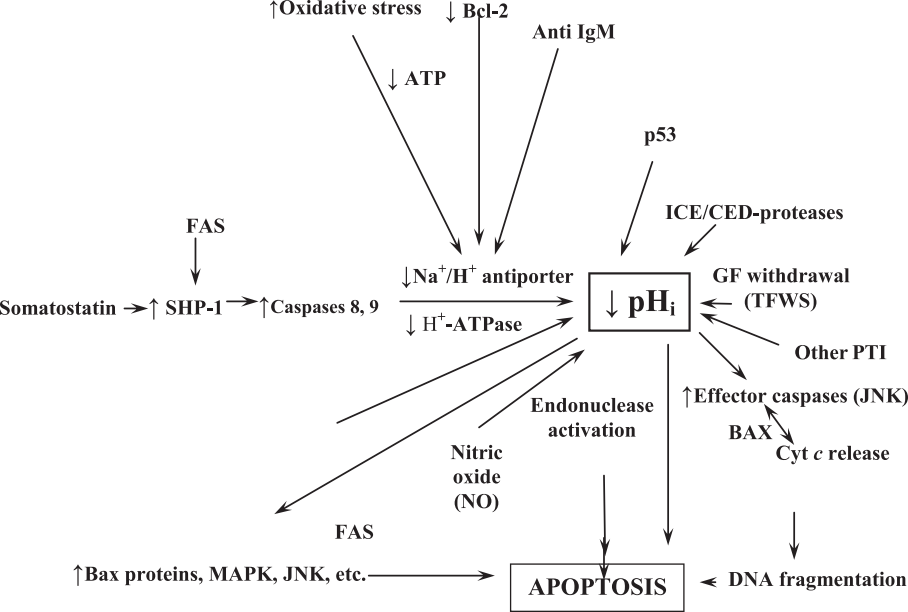 ↑Oxidative stress
↓ Bcl-2
Anti IgM
↓ ATP
p53
ICE/CED-proteases
FAS
↓Na⁺/H⁺ antiporter
GF withdrawal
(TFWS)
Somatostatin
↑ SHP-1
↑Caspases 8, 9
↓ pHᵢ
↓ H⁺-ATPase
Other PTI
↑Effector caspases (JNK)
Endonuclease
activation
BAX
Cyt c release
Nitric
oxide
(NO)
FAS
↑Bax proteins, MAPK, JNK, etc.
APOPTOSIS
DNA fragmentation